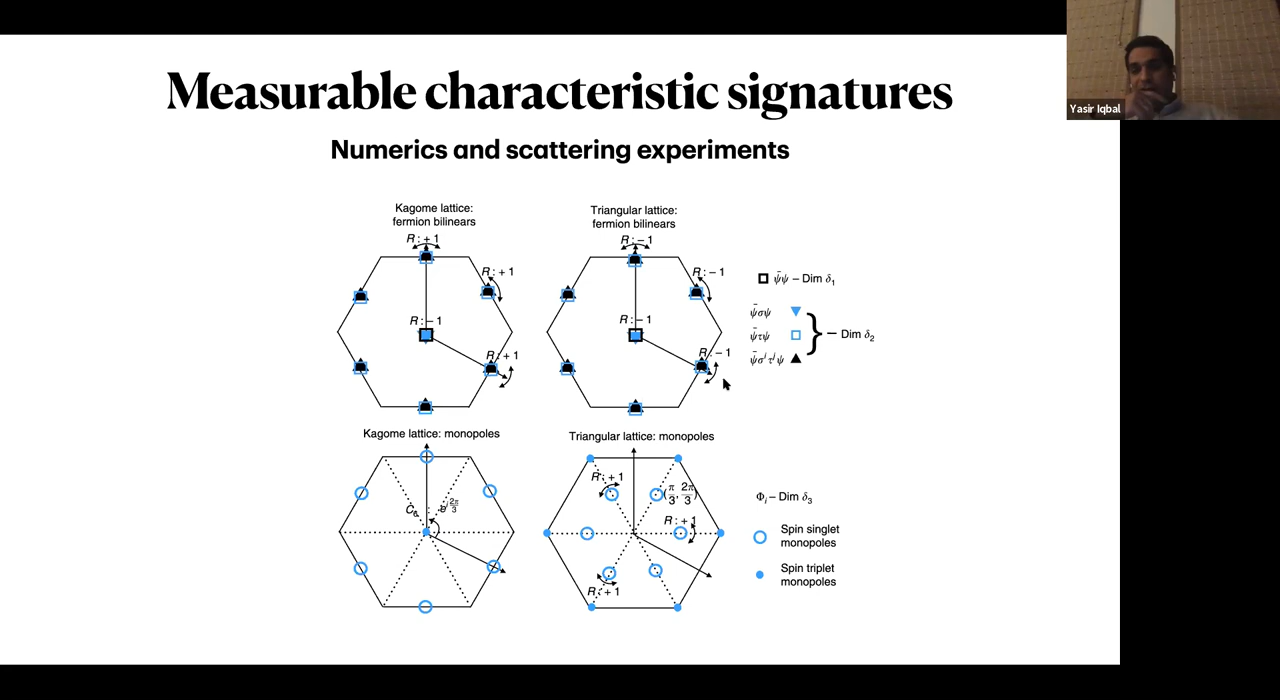 Measurable characteristic signatures
Yasir Iqbal
Numerics and scattering experiments
Kagome lattice:
fermion bilinears
R: +1
R: +1
R: −1
R: +1
Triangular lattice:
fermion bilinears
R: −1
R: −1
R: −1
R: −1
ψ̄ψ – Dim δ₁
ψ̄σψ
ψ̄τψ
ψ̄σⁱτʲψ
– Dim δ₂
Kagome lattice: monopoles
Triangular lattice: monopoles
R: +1
(π/3, 2π/3)
R: +1
R: +1
C₆
2π/3
Φᵢ – Dim δ₃
Spin singlet
monopoles
Spin triplet
monopoles